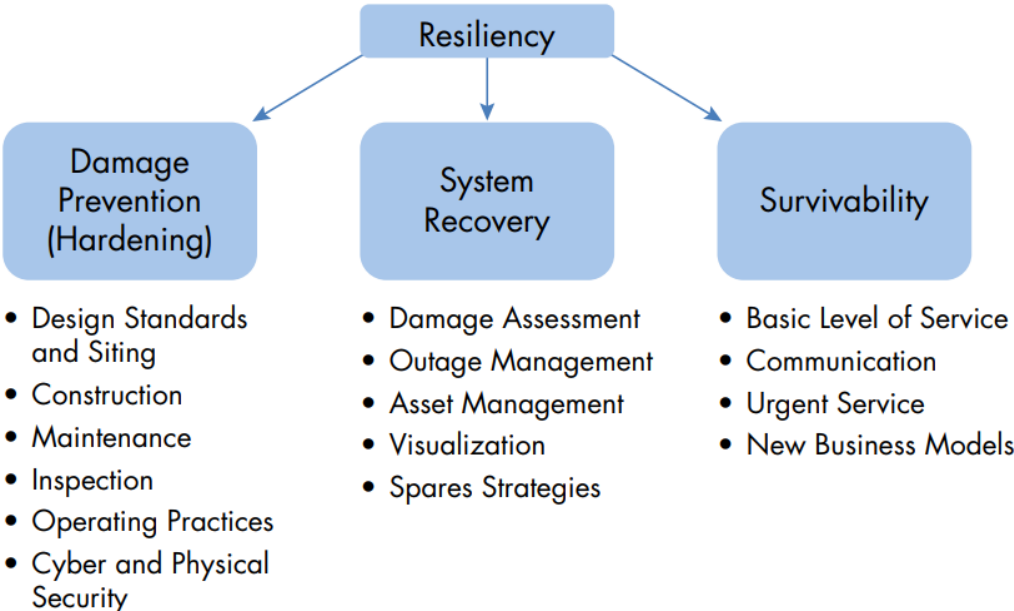 Resiliency
Damage
Prevention
(Hardening)
• Design Standards
and Siting
• Construction
• Maintenance
• Inspection
• Operating Practices
• Cyber and Physical
Security
System
Recovery
• Damage Assessment
• Outage Management
• Asset Management
• Visualization
• Spares Strategies
Survivability
• Basic Level of Service
• Communication
• Urgent Service
• New Business Models